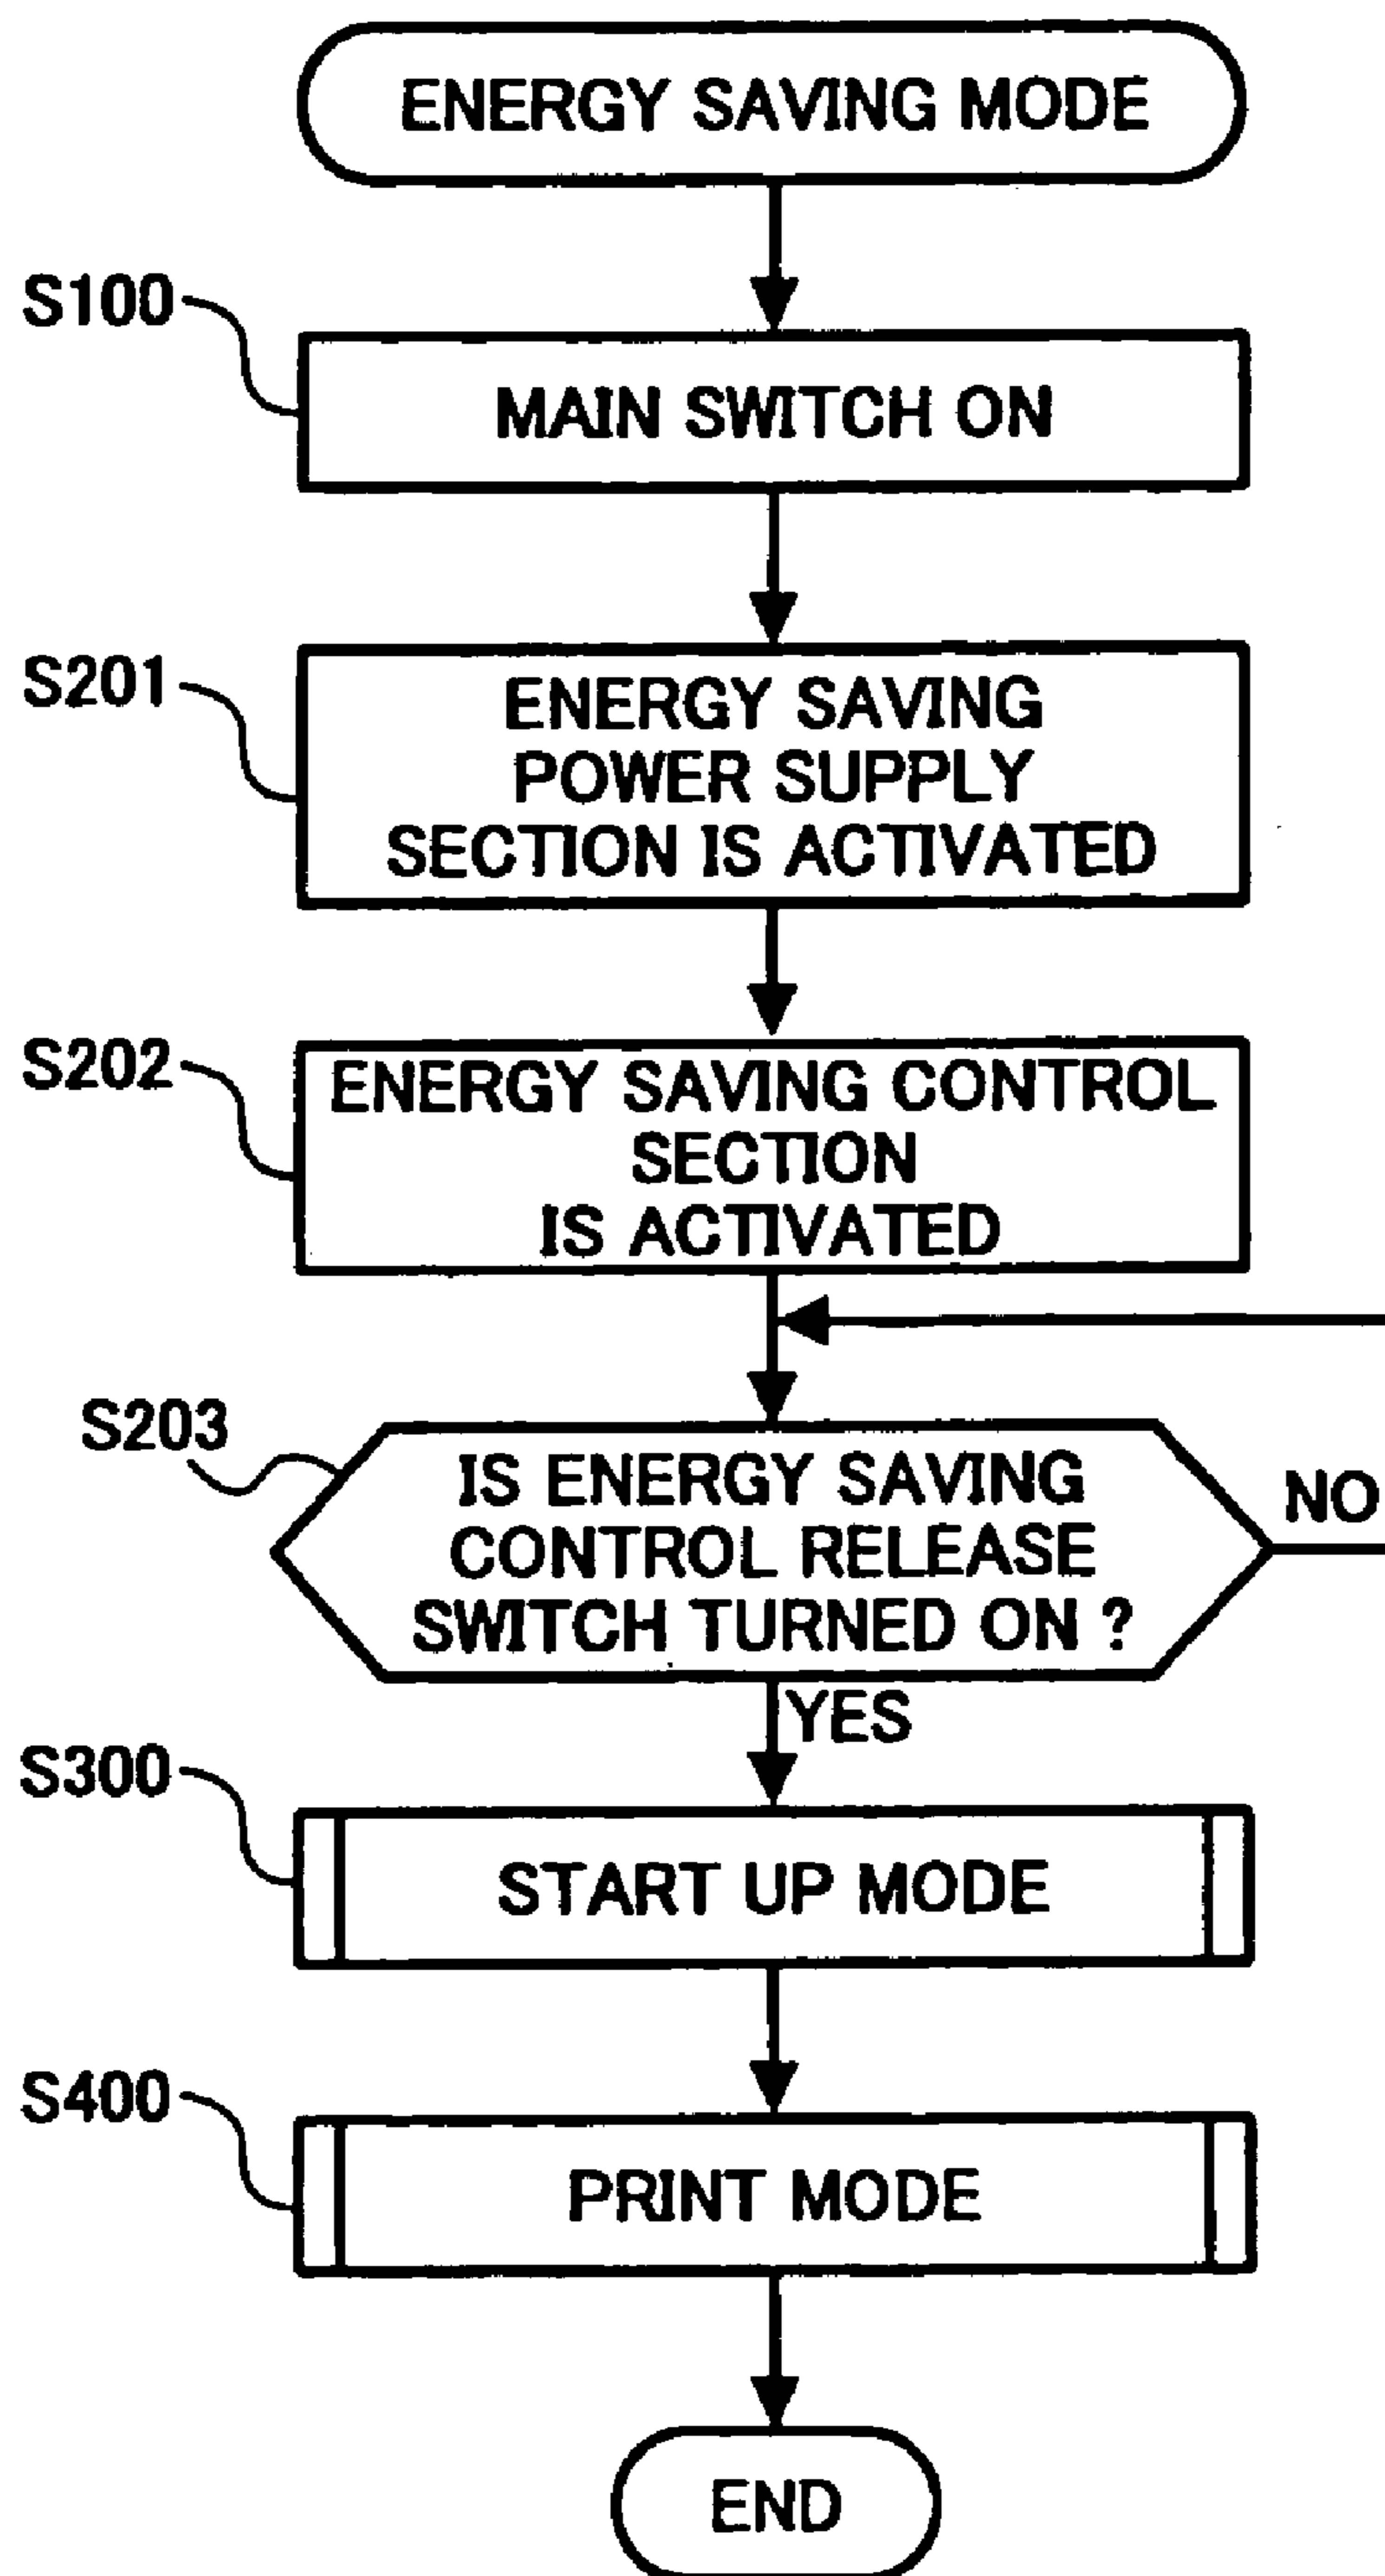 ENERGY SAVING MODE
S100
MAIN SWITCH ON
S201
ENERGY SAVING
POWER SUPPLY
SECTION IS ACTIVATED
S202
ENERGY SAVING CONTROL
SECTION
IS ACTIVATED
S203
IS ENERGY SAVING
CONTROL RELEASE
SWITCH TURNED ON ?
NO
YES
S300
START UP MODE
S400
PRINT MODE
END